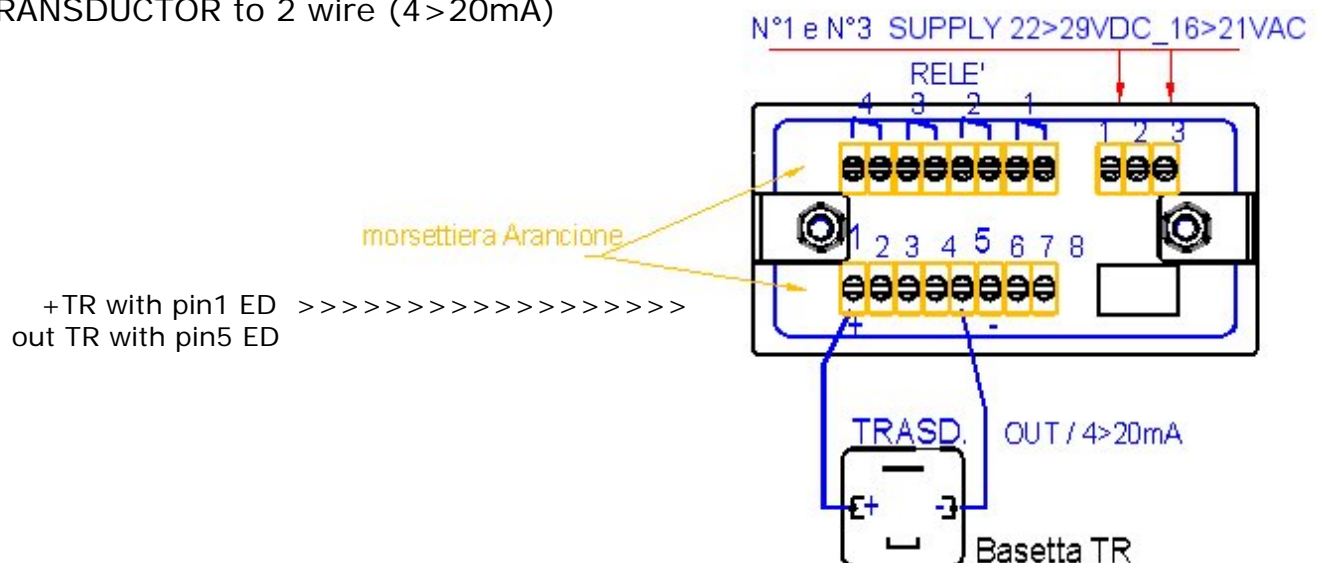 RANSDUCTOR to 2 wire (4>20mA)
N°1 e N°3 SUPPLY 22>29VDC_16>21VAC
RELE'
4 3 2 1
1 2 3
morsettiera Arancione
1 2 3 4 5 6 7 8
+TR with pin1 ED >>>>>>>>>>>>>>>>>>
out TR with pin5 ED
+ -
TRASD. OUT / 4>20mA
+ -
Basetta TR